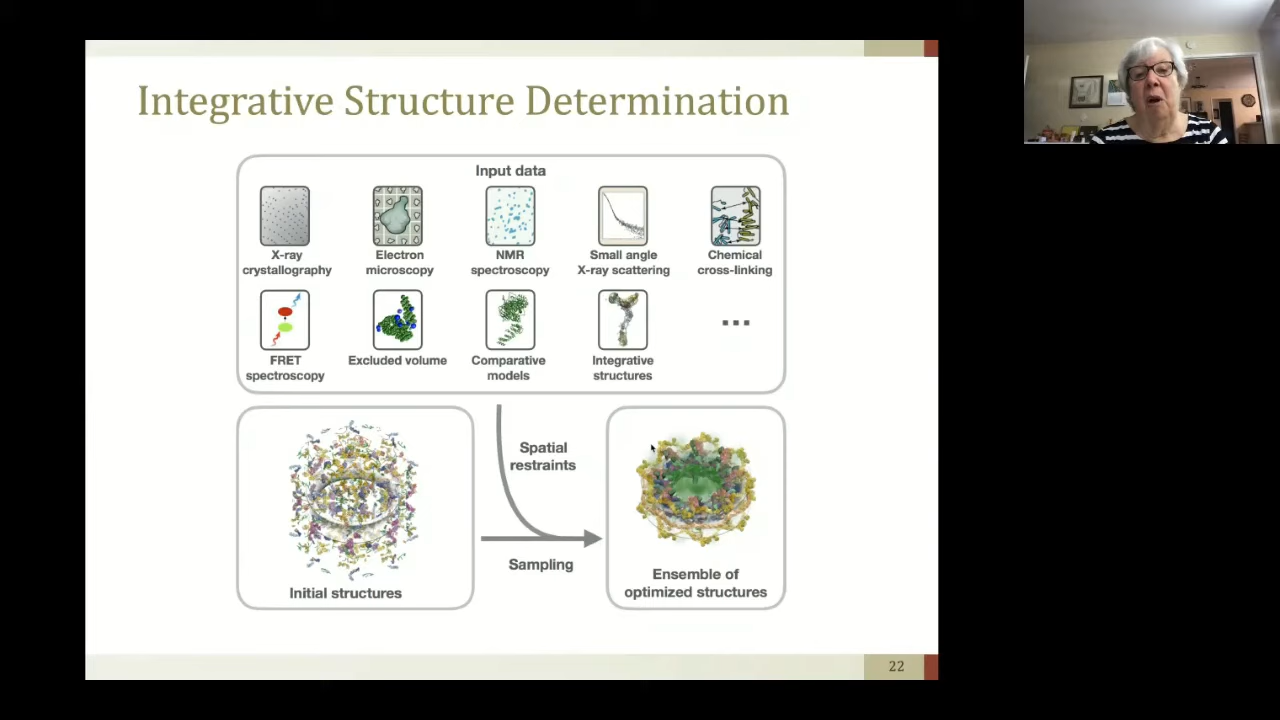 Integrative Structure Determination
Input data
X-ray
crystallography
Electron
microscopy
NMR
spectroscopy
Small angle
X-ray scattering
Chemical
cross-linking
FRET
spectroscopy
Excluded volume
Comparative
models
Integrative
structures
...
Spatial
restraints
Sampling
Initial structures
Ensemble of
optimized structures
22